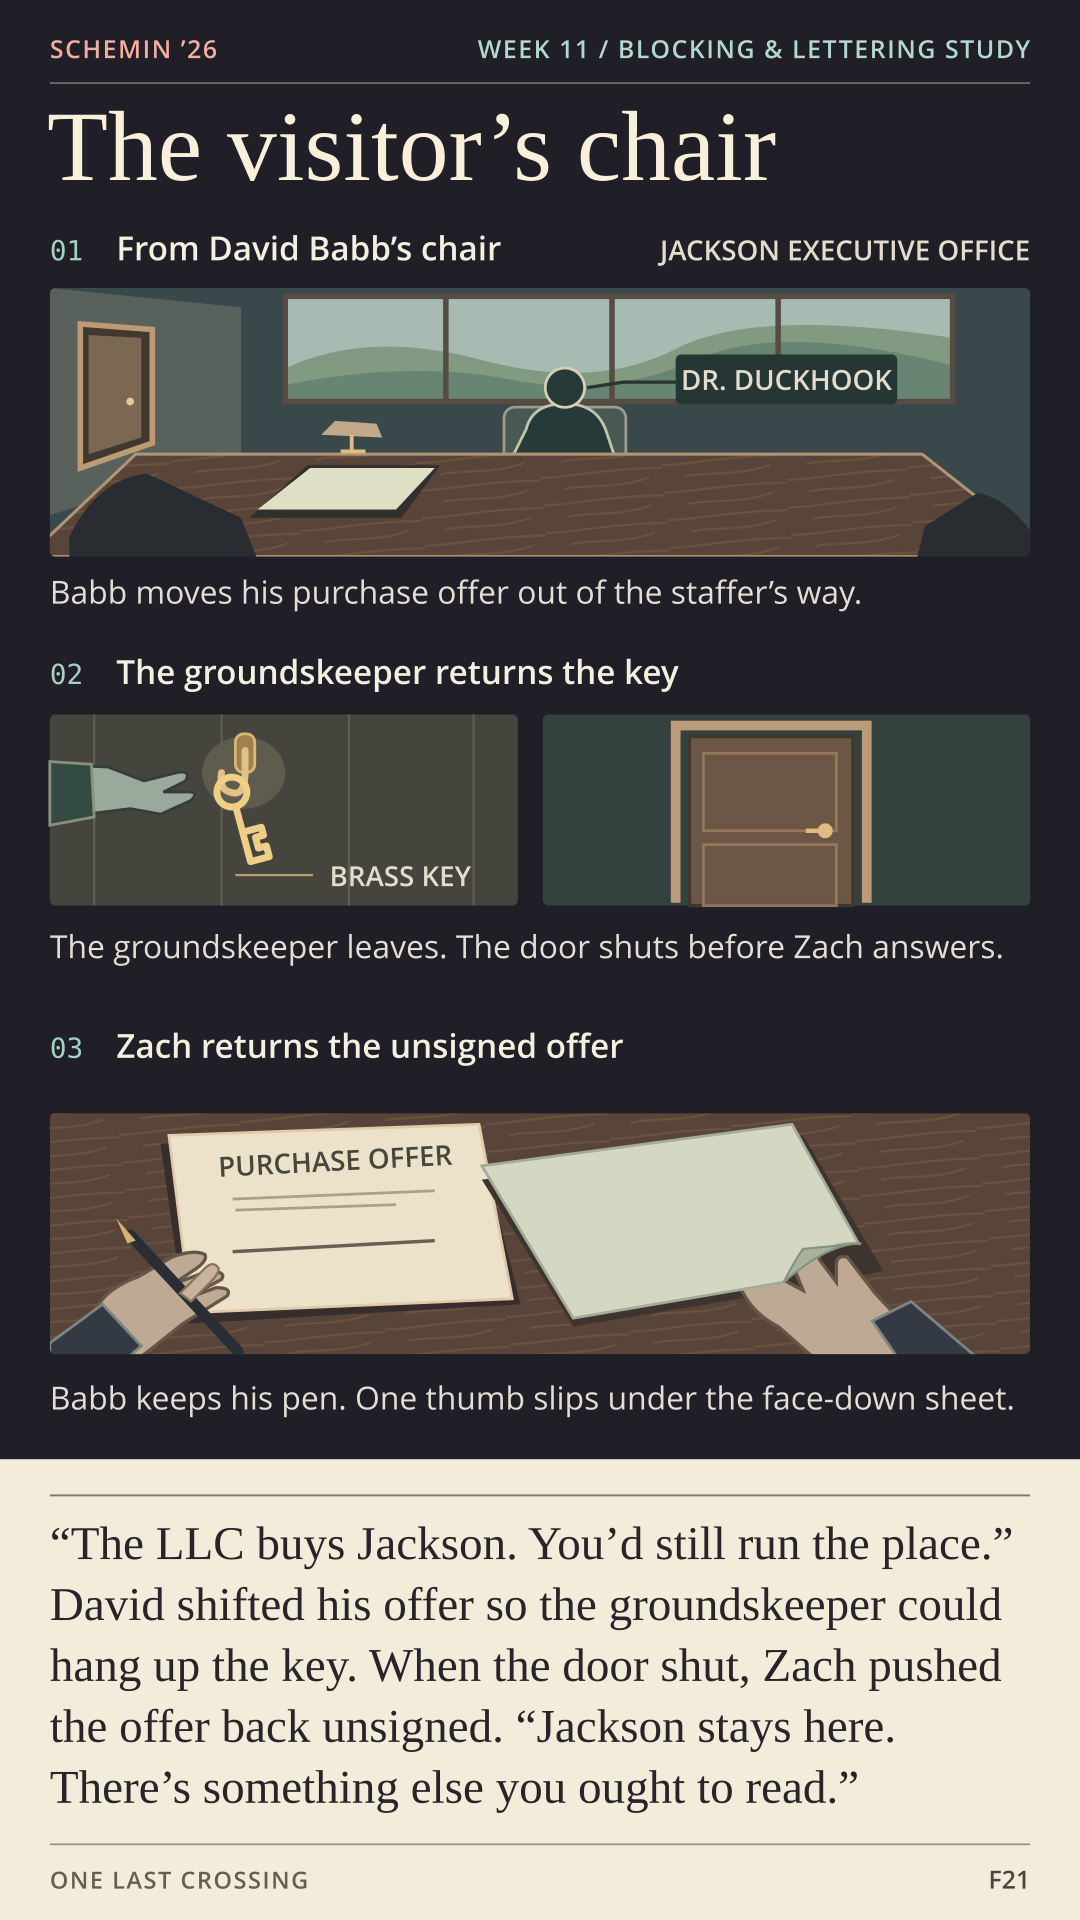 SCHEMIN ’26
WEEK 11 / BLOCKING & LETTERING STUDY
The visitor’s chair
01 From David Babb’s chair
JACKSON EXECUTIVE OFFICE
DR. DUCKHOOK
Babb moves his purchase offer out of the staffer’s way.
02 The groundskeeper returns the key
BRASS KEY
The groundskeeper leaves. The door shuts before Zach answers.
03 Zach returns the unsigned offer
PURCHASE OFFER
Babb keeps his pen. One thumb slips under the face-down sheet.
“The LLC buys Jackson. You’d still run the place.”
David shifted his offer so the groundskeeper could
hang up the key. When the door shut, Zach pushed
the offer back unsigned. “Jackson stays here.
There’s something else you ought to read.”
ONE LAST CROSSING
F21